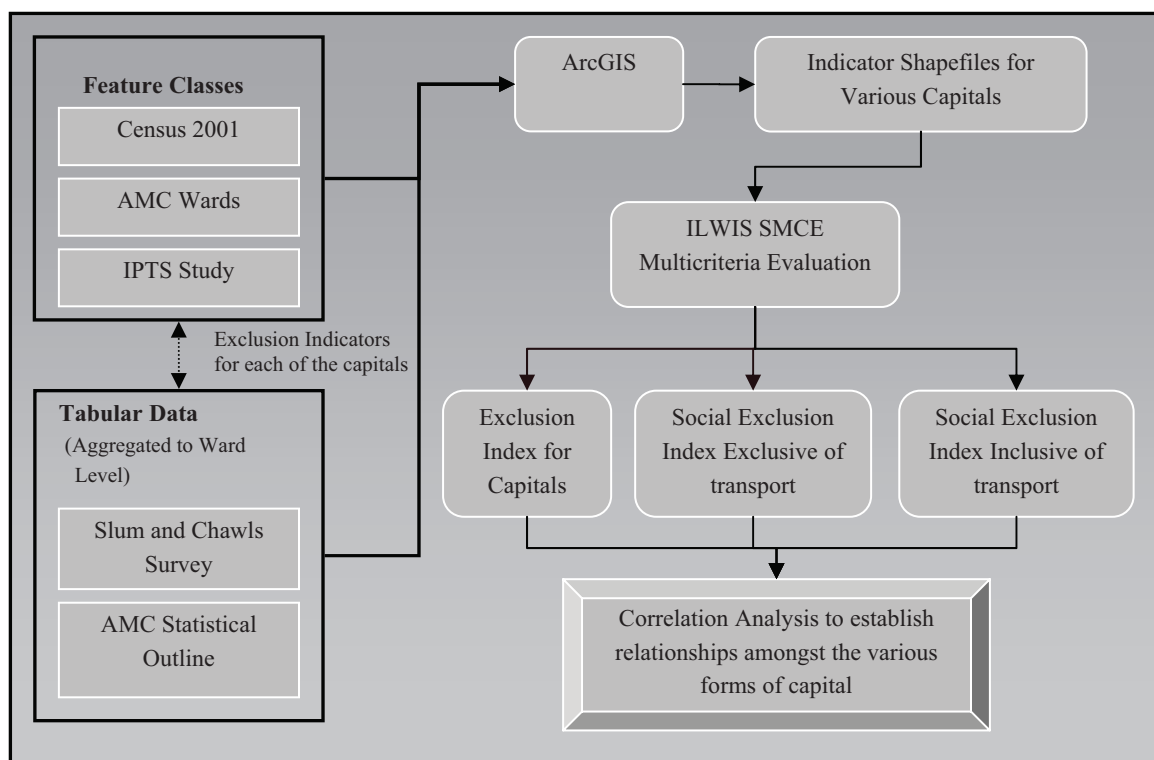 Feature Classes
Census 2001
AMC Wards
IPTS Study
Exclusion Indicators
for each of the capitals
Tabular Data
(Aggregated to Ward
Level)
Slum and Chawls
Survey
AMC Statistical
Outline
ArcGIS
Indicator Shapefiles for
Various Capitals
ILWIS SMCE
Multicriteria Evaluation
Exclusion
Index for
Capitals
Social Exclusion
Index Exclusive of
transport
Social Exclusion
Index Inclusive of
transport
Correlation Analysis to establish
relationships amongst the various
forms of capital